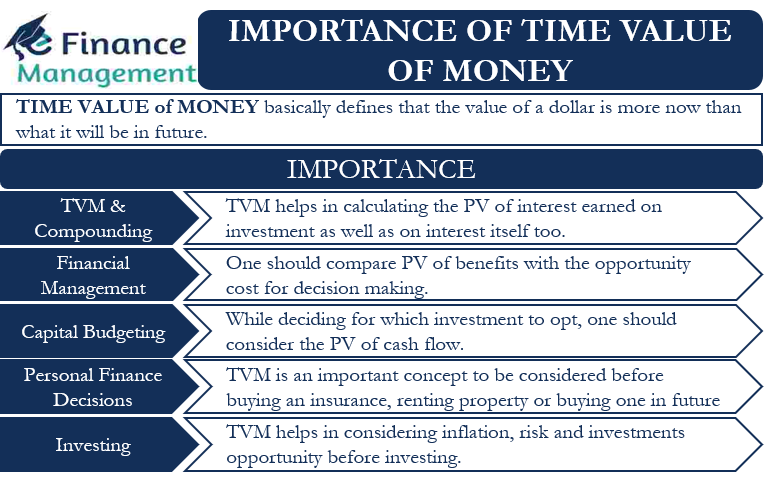 eFinance
Management
IMPORTANCE OF TIME VALUE
OF MONEY
TIME VALUE of MONEY basically defines that the value of a dollar is more now than
what it will be in future.
IMPORTANCE
TVM &
Compounding
TVM helps in calculating the PV of interest earned on
investment as well as on interest itself too.
Financial
Management
One should compare PV of benefits with the opportunity
cost for decision making.
Capital Budgeting
While deciding for which investment to opt, one should
consider the PV of cash flow.
Personal Finance
Decisions
TVM is an important concept to be considered before
buying an insurance, renting property or buying one in future
Investing
TVM helps in considering inflation, risk and investments
opportunity before investing.